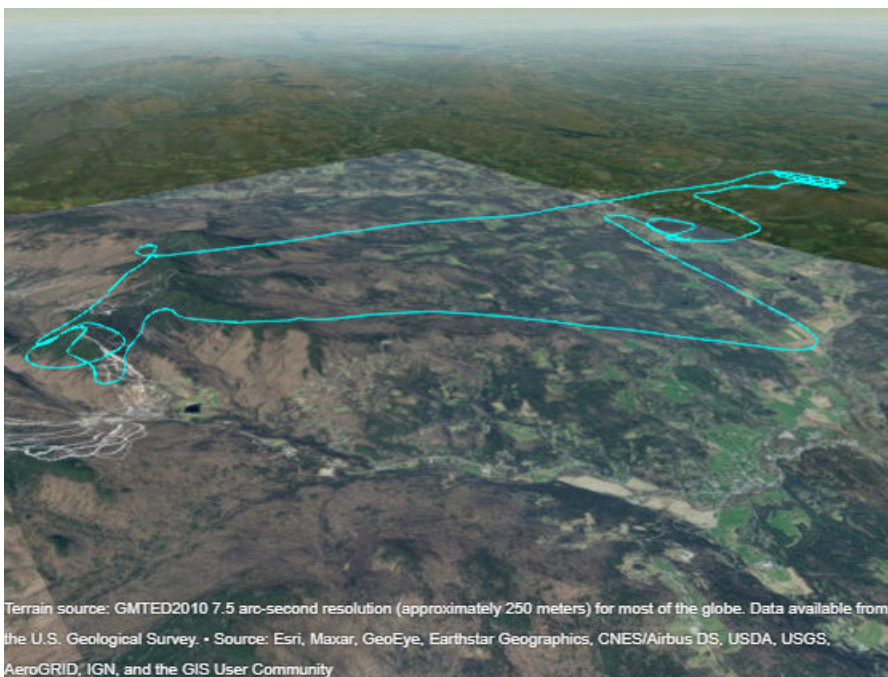 Terrain source: GMTED2010 7.5 arc-second resolution (approximately 250 meters) for most of the globe. Data available from
the U.S. Geological Survey. • Source: Esri, Maxar, GeoEye, Earthstar Geographics, CNES/Airbus DS, USDA, USGS,
AeroGRID, IGN, and the GIS User Community